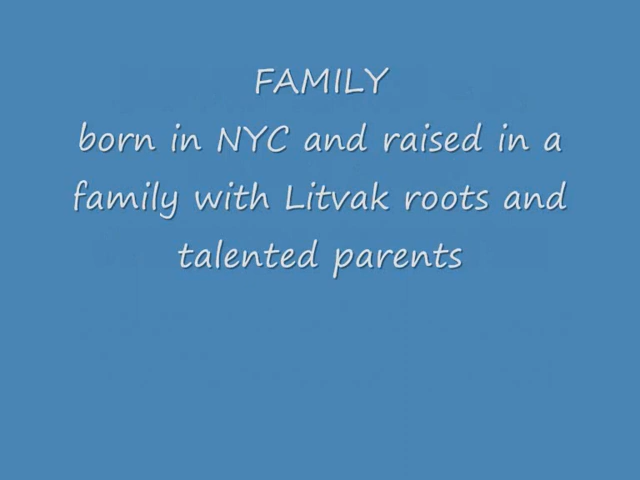 FAMILY
born in NYC and raised in a
family with Litvak roots and
talented parents